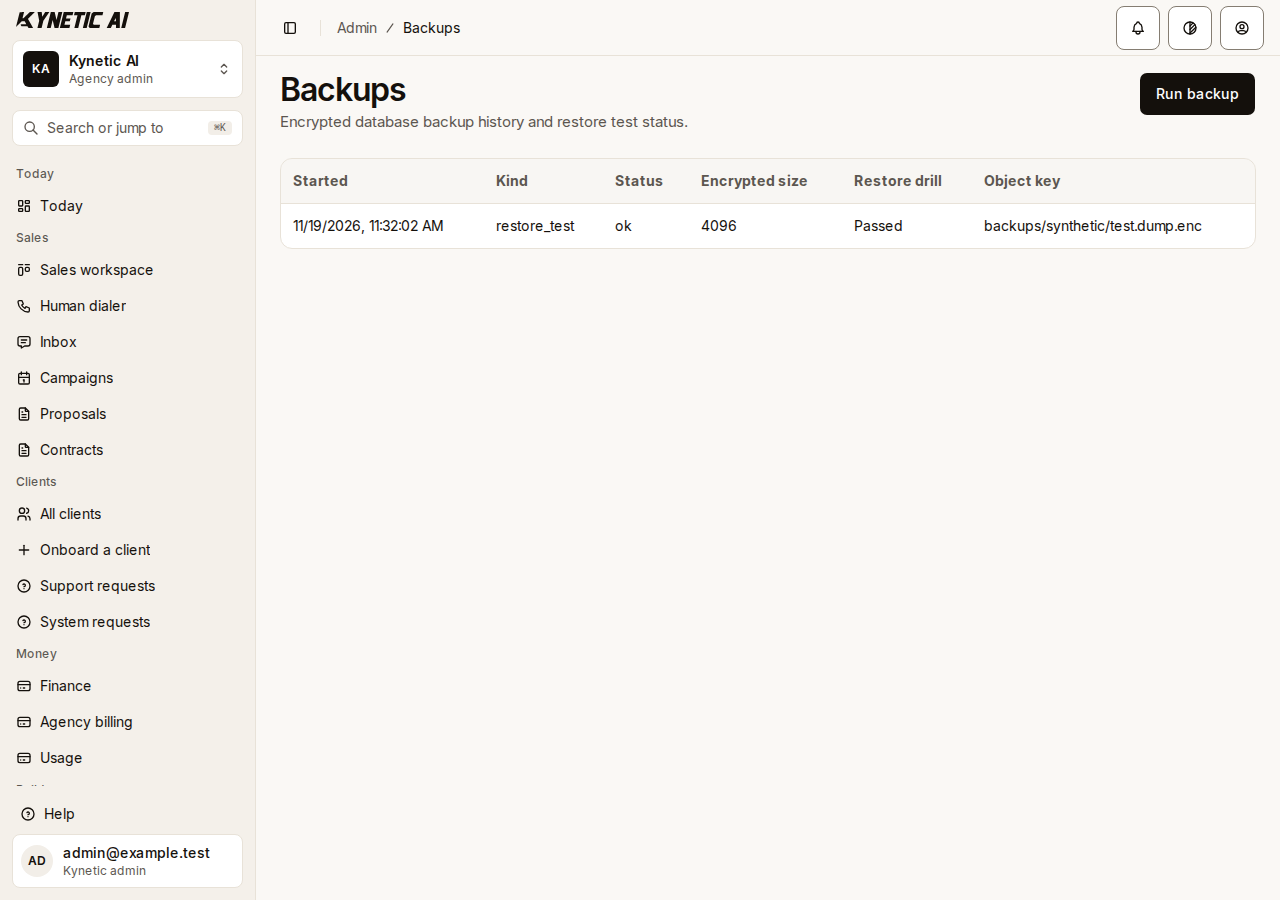 KYNETIC AI
KA
Kynetic AI
Agency admin
Search or jump to
⌘K
Today
Today
Sales
Sales workspace
Human dialer
Inbox
Campaigns
Proposals
Contracts
Clients
All clients
Onboard a client
Support requests
System requests
Money
Finance
Agency billing
Usage
Help
AD
admin@example.test
Kynetic admin
Admin / Backups
Backups
Encrypted database backup history and restore test status.
Run backup
Started Kind Status Encrypted size Restore drill Object key
11/19/2026, 11:32:02 AM restore_test ok 4096 Passed backups/synthetic/test.dump.enc